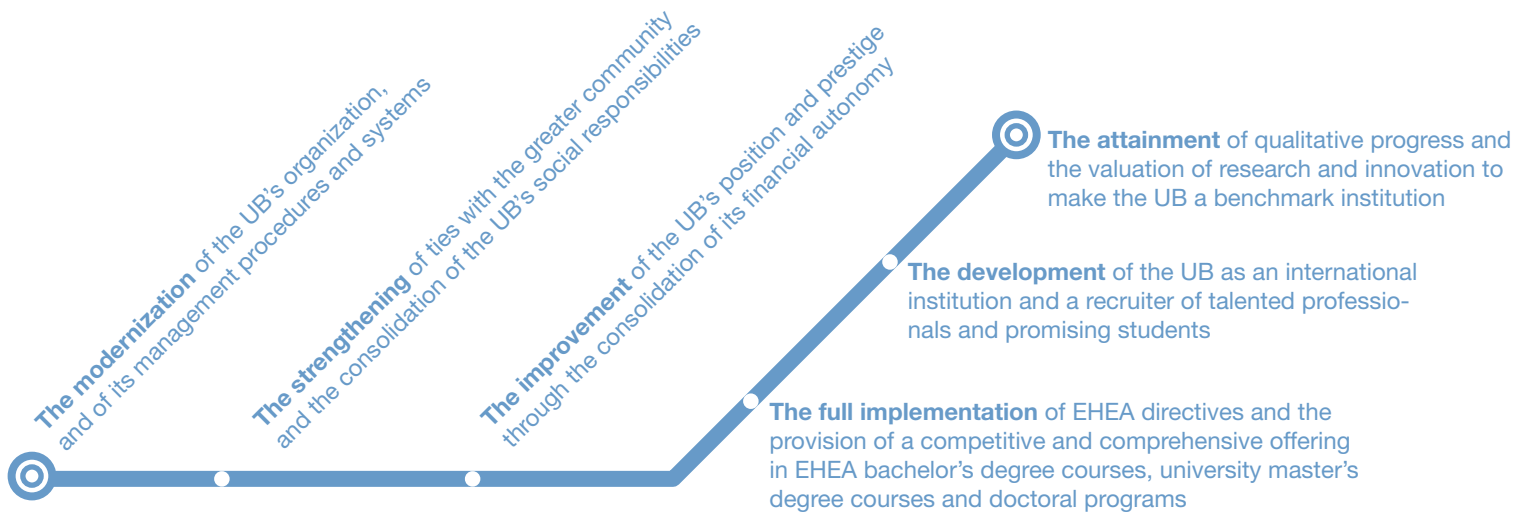 The modernization of the UB's organization,
and of its management procedures and systems
The strengthening of ties with the greater community
and the consolidation of the UB's social responsibilities
The improvement of the UB's position and prestige
through the consolidation of its financial autonomy
The attainment of qualitative progress and
the valuation of research and innovation to
make the UB a benchmark institution
The development of the UB as an international
institution and a recruiter of talented professio-
nals and promising students
The full implementation of EHEA directives and the
provision of a competitive and comprehensive offering
in EHEA bachelor's degree courses, university master's
degree courses and doctoral programs